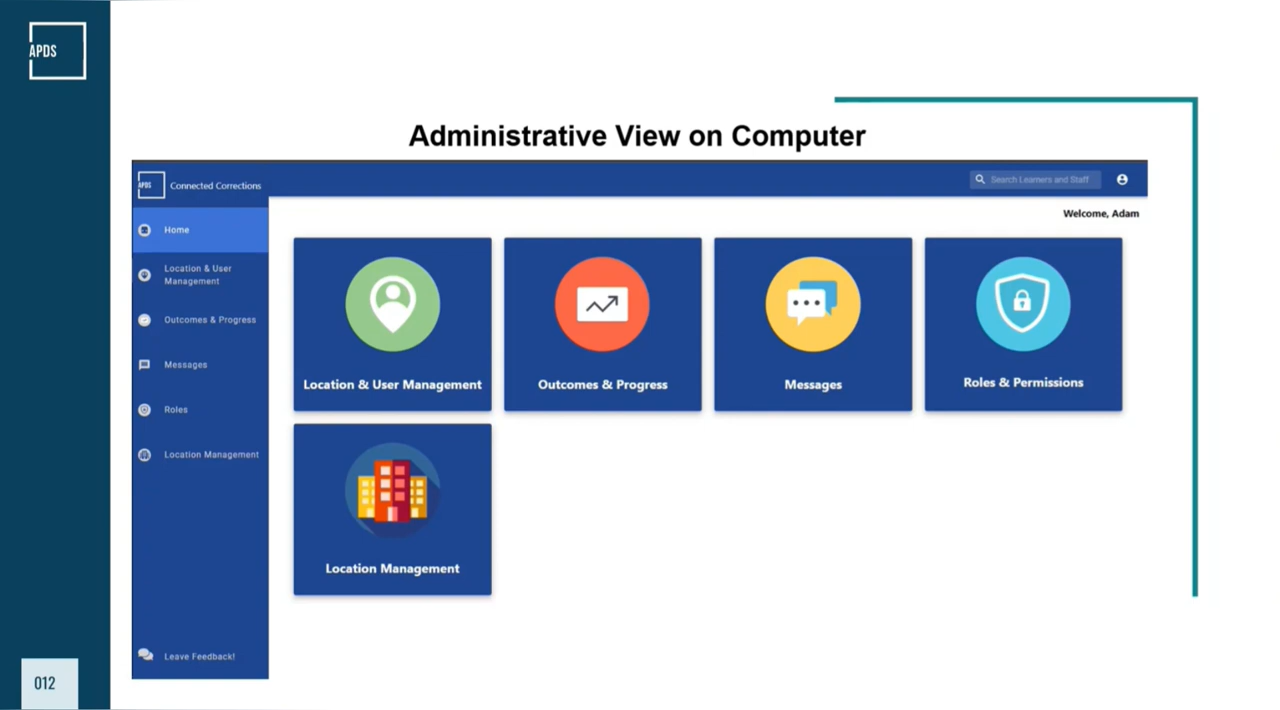 APDS
Administrative View on Computer
APDS
Connected Corrections
Search Learners and Staff
Welcome, Adam
Home
Location & User
Management
Outcomes & Progress
Messages
Roles
Location Management
Leave Feedback!
Location & User Management
Outcomes & Progress
Messages
Roles & Permissions
Location Management
012